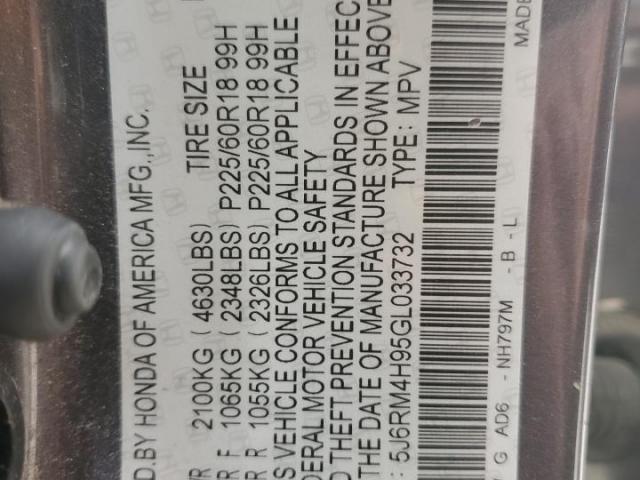 D.BY HONDA OF AMERICA MFG.,INC.
2100KG ( 4630LBS) TIRE SIZE
R F 1065KG ( 2348LBS) P225/60R18 99H
R R 1055KG ( 2326LBS) P225/60R18 99H
S VEHICLE CONFORMS TO ALL APPLICABLE
DERAL MOTOR VEHICLE SAFETY
D THEFT PREVENTION STANDARDS IN EFFEC
THE DATE OF MANUFACTURE SHOWN ABOVE
: 5J6RM4H95GL033732 TYPE: MPV
G AD6 - NH797M - B - L MADE